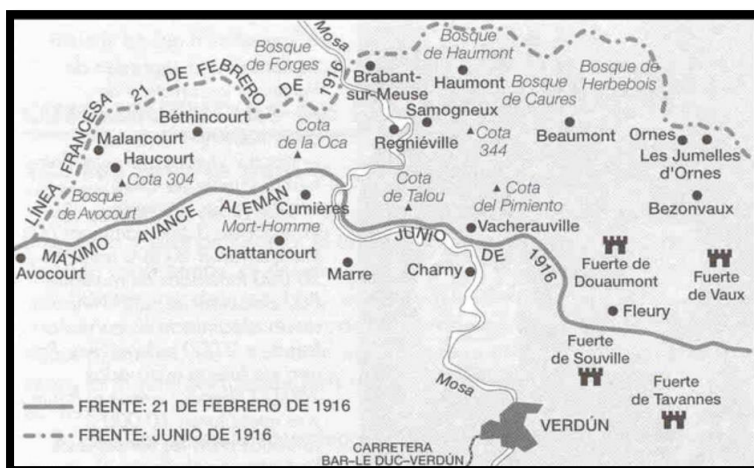 Mosa
Bosque
de Forges
Bosque
de Haumont
Bosque
de Caures
Bosque de
Herbebois
LÍNEA FRANCESA 21 DE FEBRERO DE 1916
Brabant-
sur-Meuse
Haumont
Samogneux
Béthincourt
Malancourt
Haucourt
Cota 304
Bosque
de Avocourt
Cota
de la Oca
Regniéville
Cota
344
Beaumont
Ornes
Les Jumelles
d'Ornes
Bezonvaux
Cota
de Talou
Cota
del Pimiento
Cumières
Mort-Homme
Chattancourt
Marre
Vacherauville
Charny
MÁXIMO AVANCE ALEMÁN JUNIO DE 1916
Avocourt
Fuerte de
Douaumont
Fuerte
de Vaux
Fleury
Fuerte
de Souville
Fuerte
de Tavannes
Mosa
VERDÚN
FRENTE: 21 DE FEBRERO DE 1916
FRENTE: JUNIO DE 1916
CARRETERA
BAR–LE DUC–VERDÚN